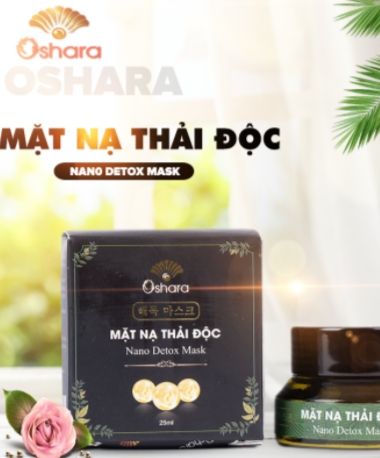 Oshara
OSHARA
MẶT NẠ THẢI ĐỘC
NANO DETOX MASK
Oshara
해독 마스크
MẶT NẠ THẢI ĐỘC
Nano Detox Mask
25ml
MẶT NẠ THẢI Đ
Nano Detox Ma